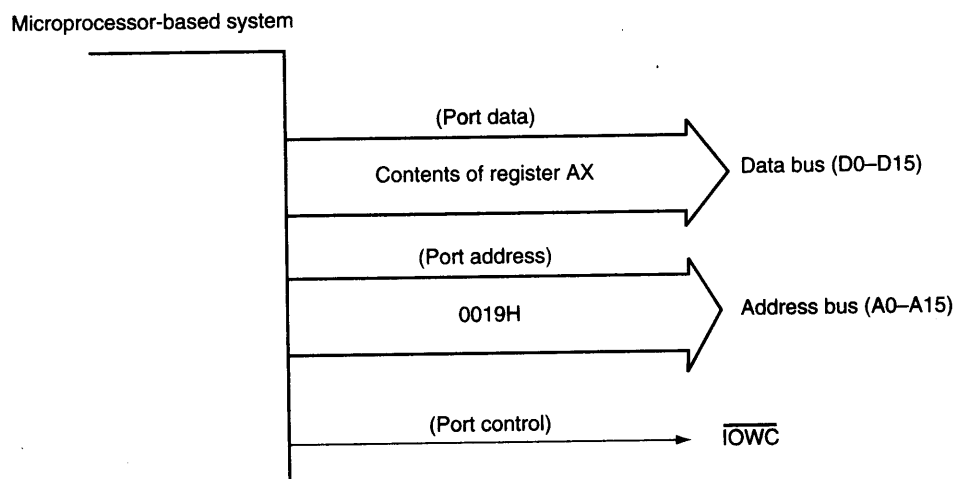 Microprocessor-based system
(Port data)
Contents of register AX
Data bus (D0–D15)
(Port address)
0019H
Address bus (A0–A15)
(Port control)
I̅O̅W̅C̅